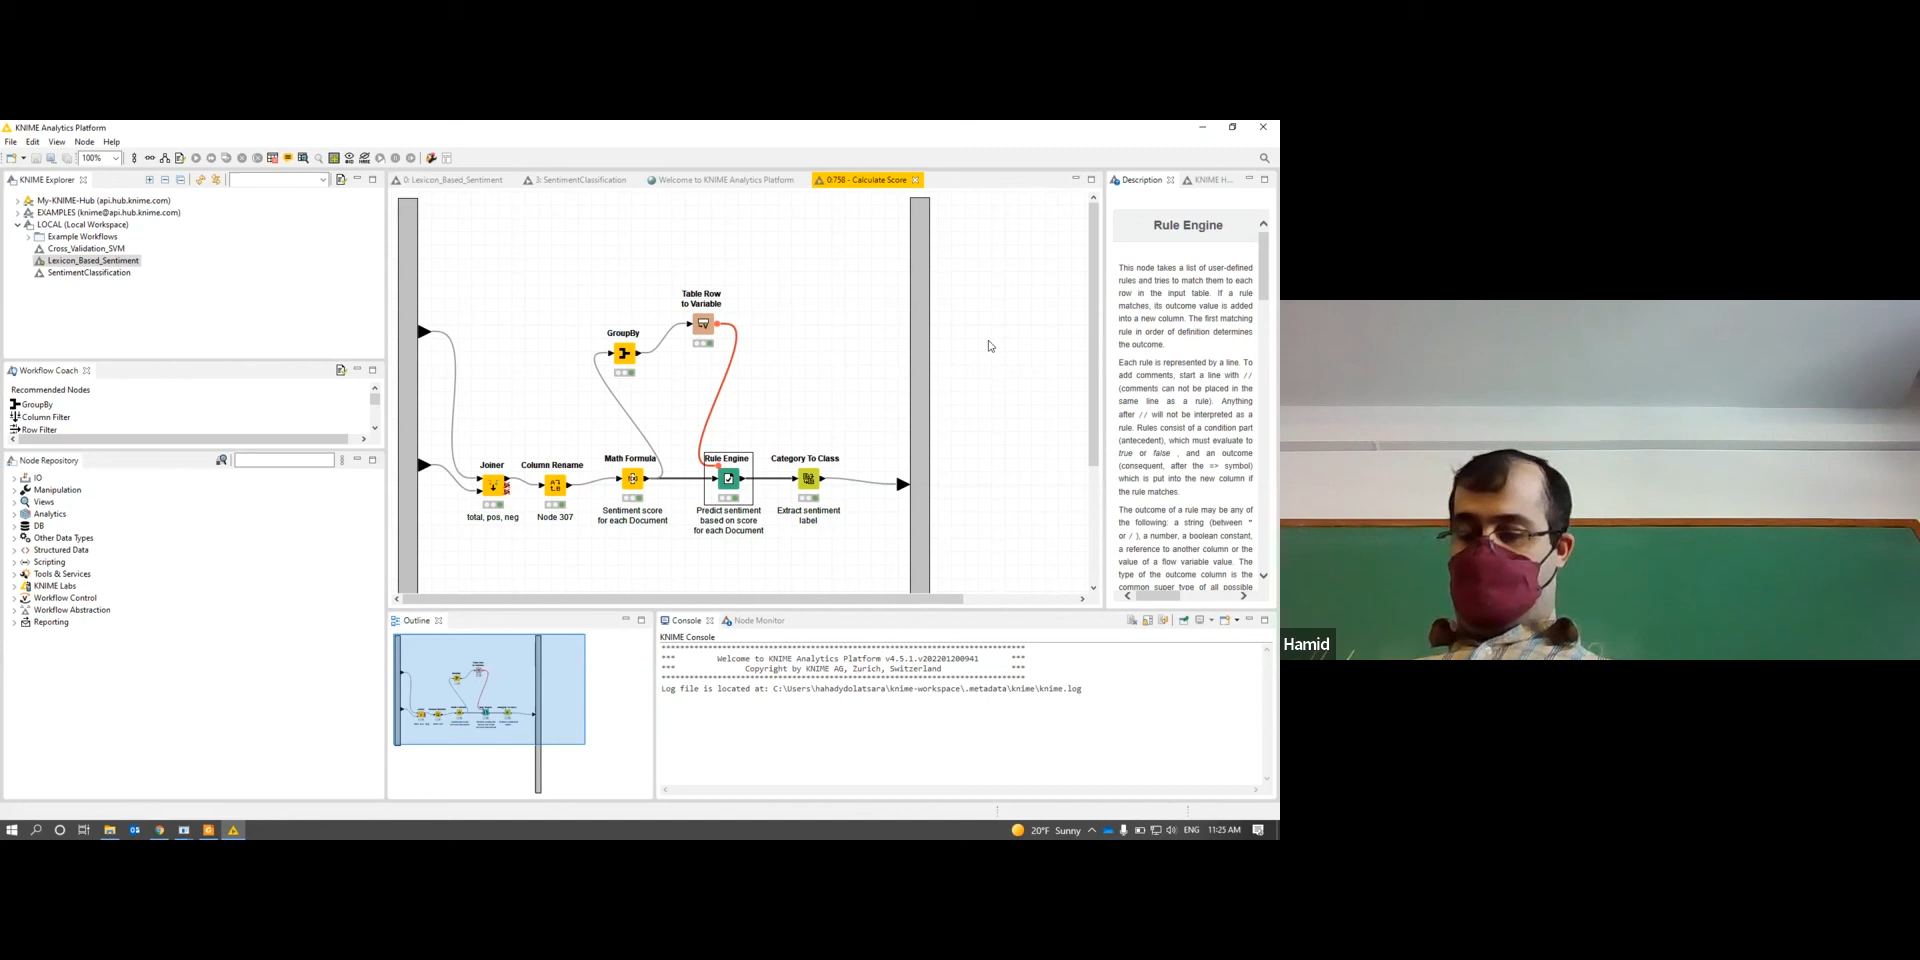 KNIME Analytics Platform
File Edit View Node Help
100%
KNIME Explorer
My-KNIME-Hub (api.hub.knime.com)
EXAMPLES (knime@api.hub.knime.com)
LOCAL (Local Workspace)
Example Workflows
Cross_Validation_SVM
Lexicon_Based_Sentiment
SentimentClassification
Workflow Coach
Recommended Nodes
GroupBy
Column Filter
Row Filter
Node Repository
IO
Manipulation
Views
Analytics
DB
Other Data Types
Structured Data
Scripting
Tools & Services
KNIME Labs
Workflow Control
Workflow Abstraction
Reporting
0: Lexicon_Based_Sentiment
3: SentimentClassification
Welcome to KNIME Analytics Platform
0:758 - Calculate Score
Table Row
to Variable
GroupBy
Joiner
total, pos, neg
Column Rename
Node 307
Math Formula
Sentiment score
for each Document
Rule Engine
Predict sentiment
based on score
for each Document
Category To Class
Extract sentiment
label
Description
KNIME H...
Rule Engine
This node takes a list of user-defined
rules and tries to match them to each
row in the input table. If a rule
matches, its outcome value is added
into a new column. The first matching
rule in order of definition determines
the outcome.
Each rule is represented by a line. To
add comments, start a line with //
(comments can not be placed in the
same line as a rule). Anything
after // will not be interpreted as a
rule. Rules consist of a condition part
(antecedent), which must evaluate to
true or false , and an outcome
(consequent, after the => symbol)
which is put into the new column if
the rule matches.
The outcome of a rule may be any of
the following: a string (between "
or / ), a number, a boolean constant,
a reference to another column or the
value of a flow variable value. The
type of the outcome column is the
common super type of all possible
Outline
Console
Node Monitor
KNIME Console
*** Welcome to KNIME Analytics Platform v4.5.1.v202201200941 ***
*** Copyright by KNIME AG, Zurich, Switzerland ***
Log file is located at: C:\Users\hahadydolatsara\knime-workspace\.metadata\knime\knime.log
20°F Sunny
ENG
11:25 AM
Hamid